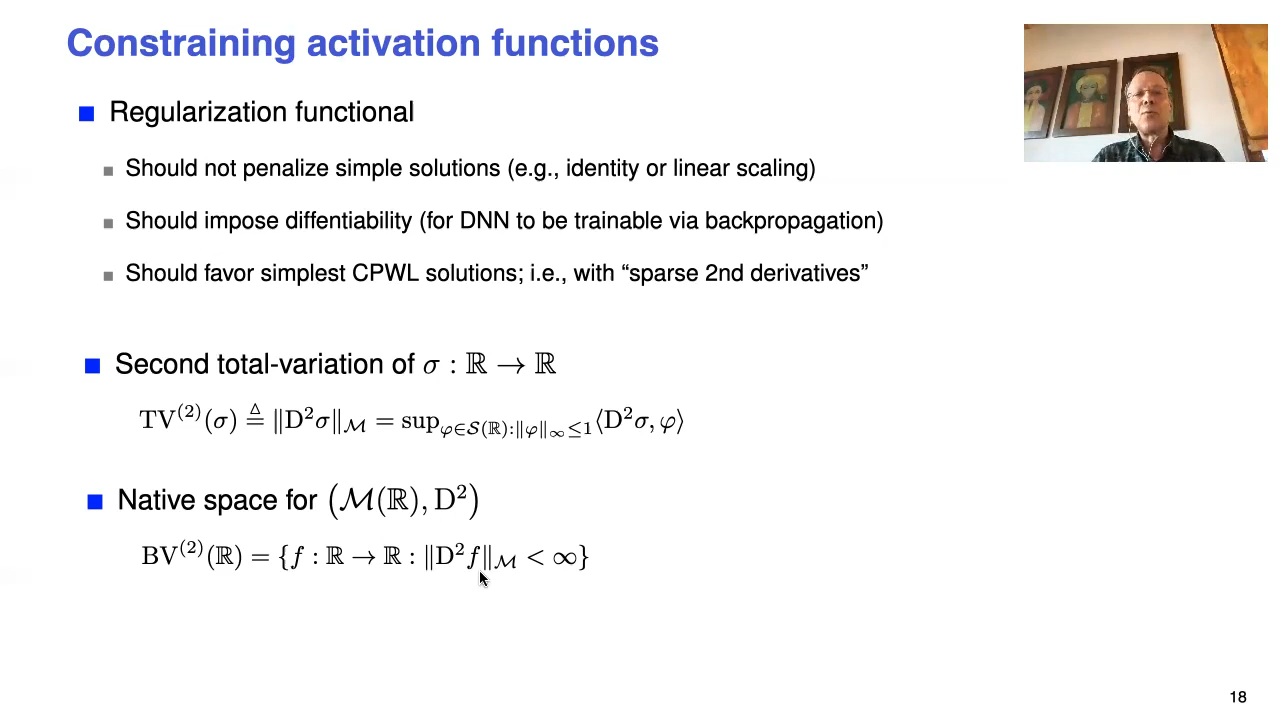 Constraining activation functions
Regularization functional
Should not penalize simple solutions (e.g., identity or linear scaling)
Should impose diffentiability (for DNN to be trainable via backpropagation)
Should favor simplest CPWL solutions; i.e., with “sparse 2nd derivatives”
Second total-variation of σ : ℝ → ℝ
TV⁽²⁾(σ) ≜ ‖D²σ‖_ℳ = sup_{φ∈𝒮(ℝ):‖φ‖_∞≤1}⟨D²σ, φ⟩
Native space for (ℳ(ℝ), D²)
BV⁽²⁾(ℝ) = {f : ℝ → ℝ : ‖D²f‖_ℳ < ∞}
18